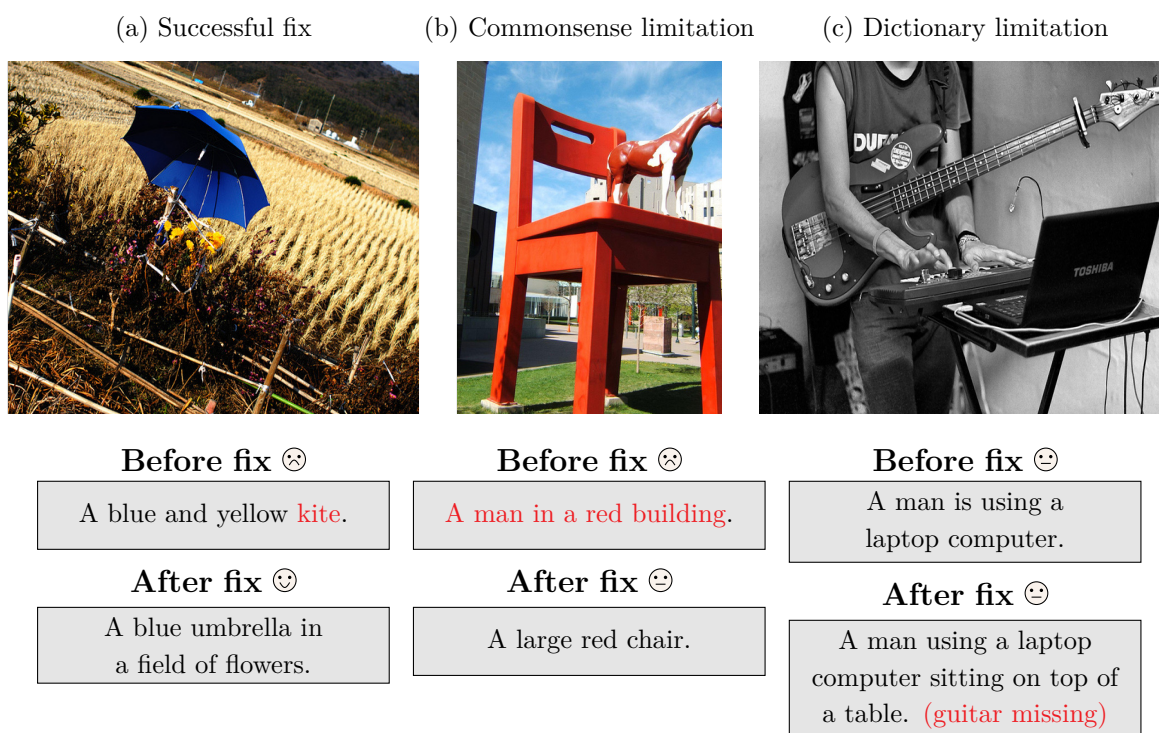 (a) Successful fix
(b) Commonsense limitation
(c) Dictionary limitation
DUF
TOSHIBA
Before fix
A blue and yellow kite.
After fix
A blue umbrella in
a field of flowers.
Before fix
A man in a red building.
After fix
A large red chair.
Before fix
A man is using a
laptop computer.
After fix
A man using a laptop
computer sitting on top of
a table. (guitar missing)